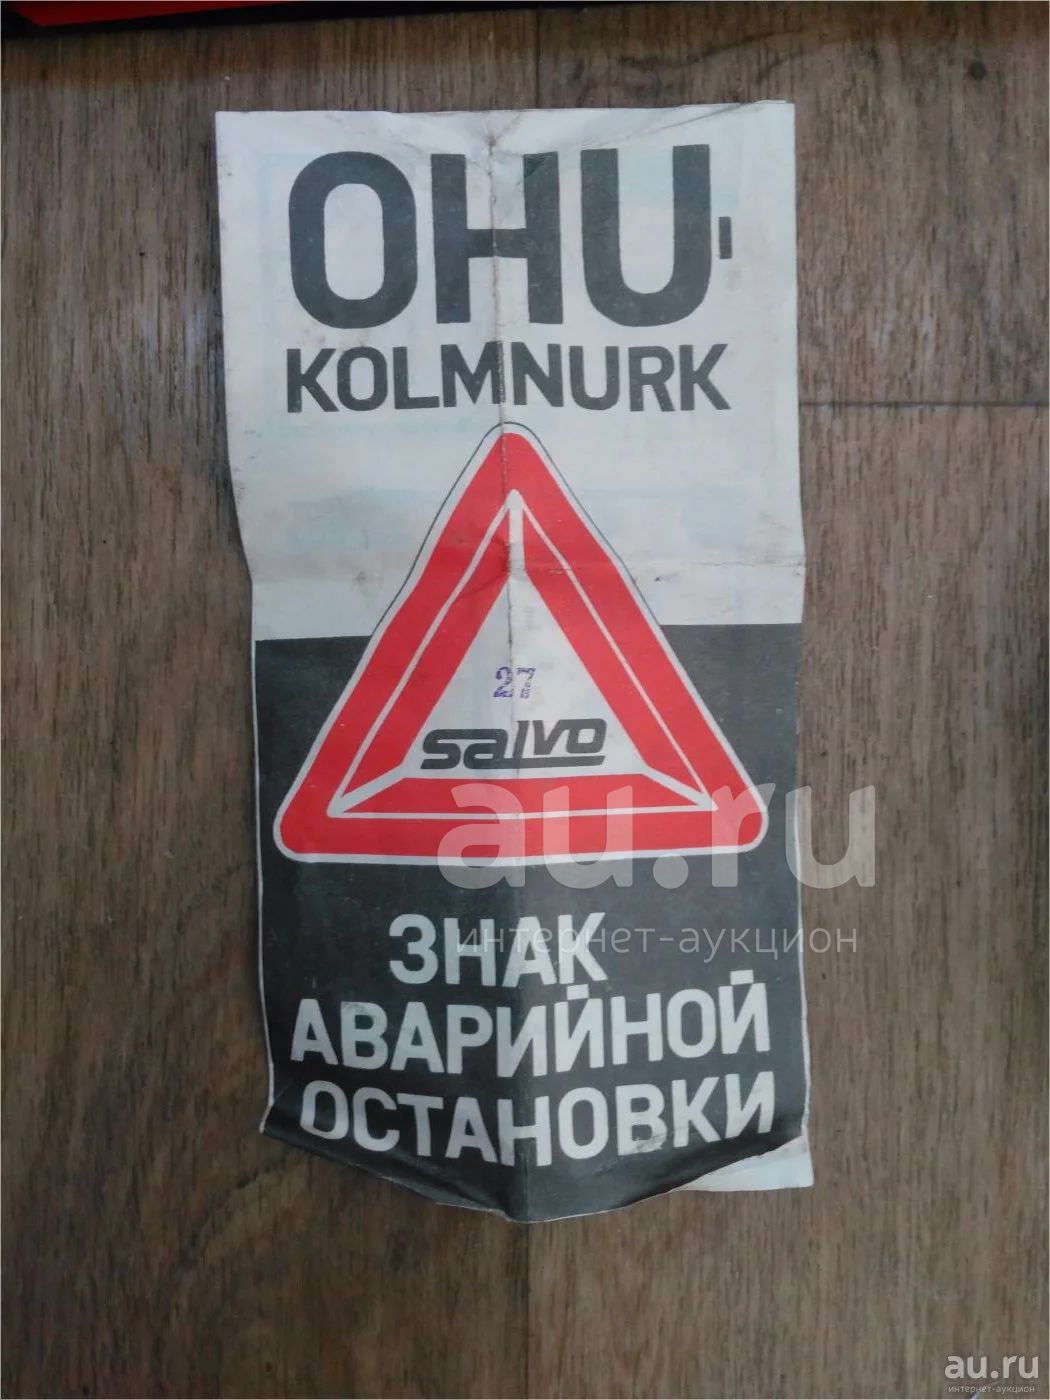 OHU-
KOLMNURK
27
salvo
au.ru
интернет-аукцион
ЗНАК
АВАРИЙНОЙ
ОСТАНОВКИ
au.ru
интернет-аукцион